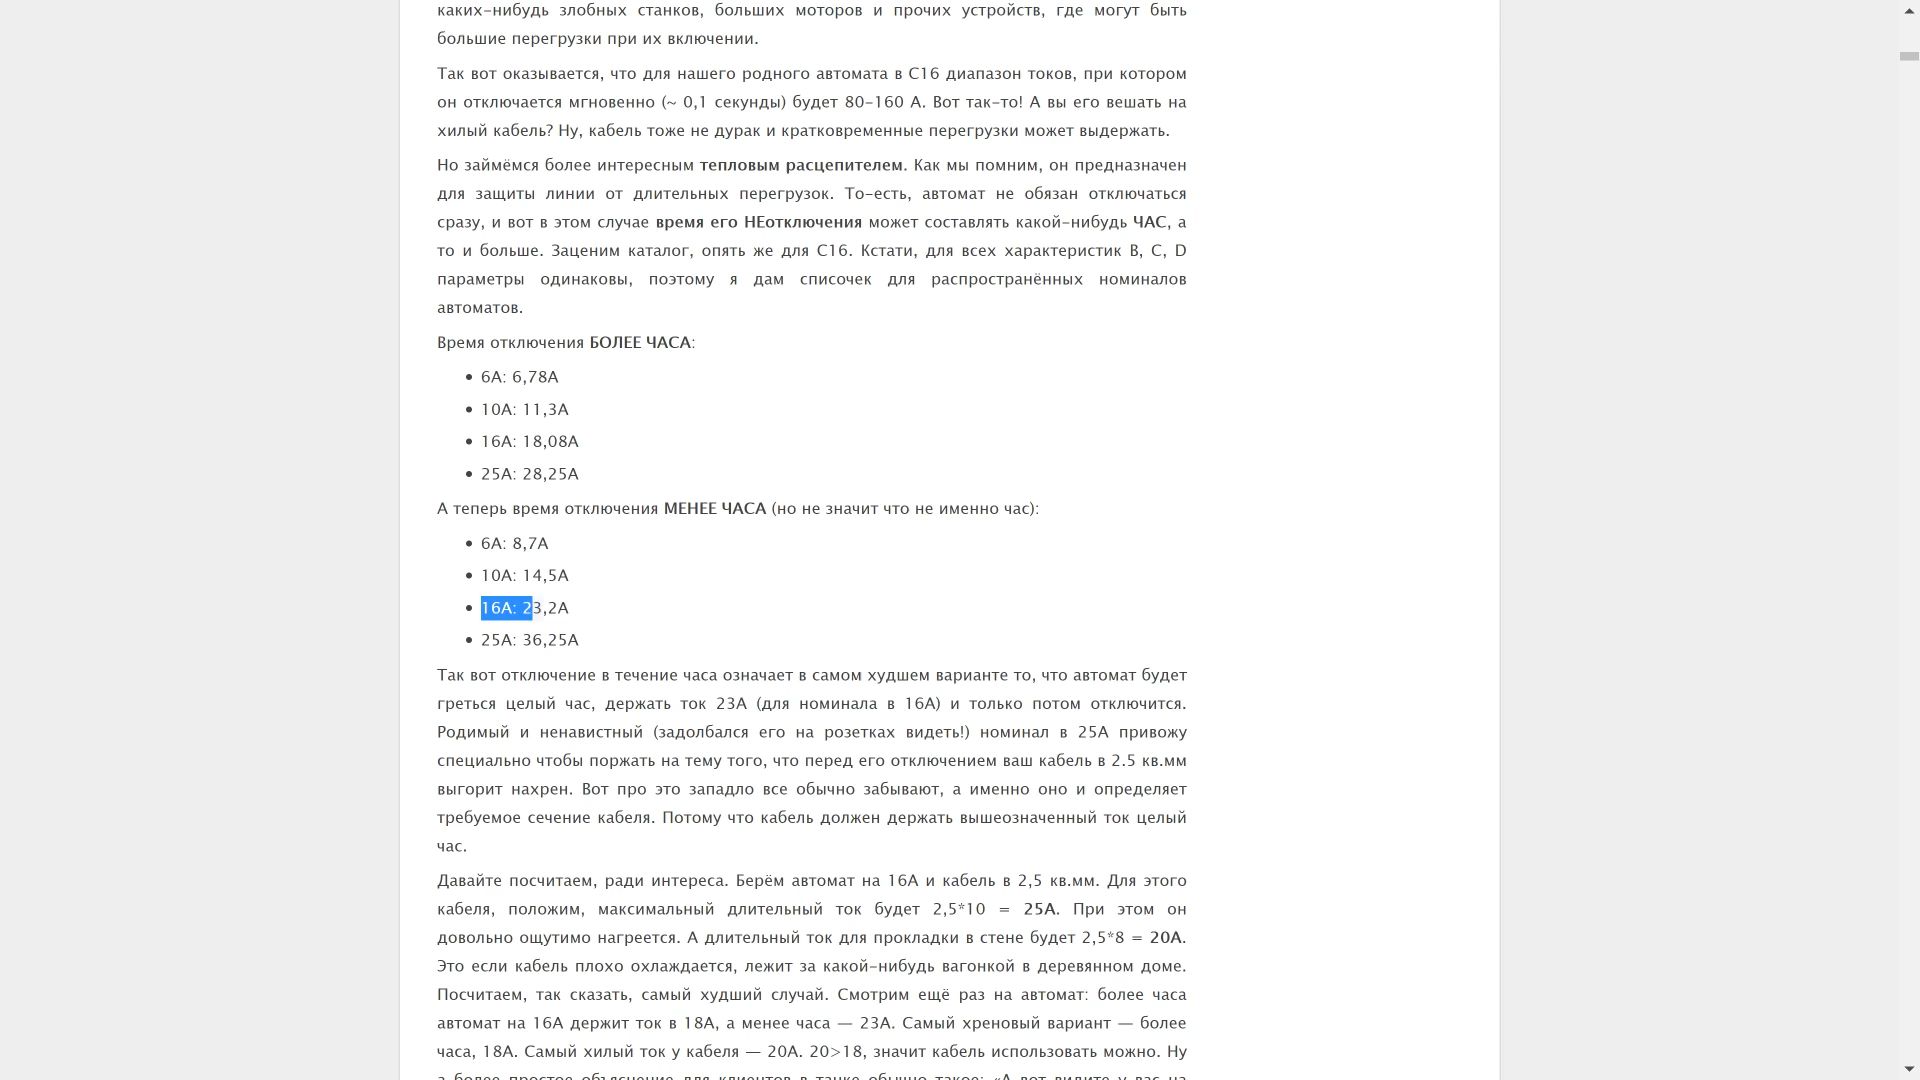 каких-нибудь злобных станков, больших моторов и прочих устройств, где могут быть
большие перегрузки при их включении.
Так вот оказывается, что для нашего родного автомата в С16 диапазон токов, при котором
он отключается мгновенно (~ 0,1 секунды) будет 80-160 А. Вот так-то! А вы его вешать на
хилый кабель? Ну, кабель тоже не дурак и кратковременные перегрузки может выдержать.
Но займёмся более интересным тепловым расцепителем. Как мы помним, он предназначен
для защиты линии от длительных перегрузок. То-есть, автомат не обязан отключаться
сразу, и вот в этом случае время его НЕотключения может составлять какой-нибудь ЧАС, а
то и больше. Заценим каталог, опять же для С16. Кстати, для всех характеристик B, C, D
параметры одинаковы, поэтому я дам списочек для распространённых номиналов
автоматов.
Время отключения БОЛЕЕ ЧАСА:
• 6А: 6,78А
• 10А: 11,3А
• 16А: 18,08А
• 25А: 28,25А
А теперь время отключения МЕНЕЕ ЧАСА (но не значит что не именно час):
• 6А: 8,7А
• 10А: 14,5А
• 16А: 23,2А
• 25А: 36,25А
Так вот отключение в течение часа означает в самом худшем варианте то, что автомат будет
греться целый час, держать ток 23А (для номинала в 16А) и только потом отключится.
Родимый и ненавистный (задолбался его на розетках видеть!) номинал в 25А привожу
специально чтобы поржать на тему того, что перед его отключением ваш кабель в 2.5 кв.мм
выгорит нахрен. Вот про это западло все обычно забывают, а именно оно и определяет
требуемое сечение кабеля. Потому что кабель должен держать вышеозначенный ток целый
час.
Давайте посчитаем, ради интереса. Берём автомат на 16А и кабель в 2,5 кв.мм. Для этого
кабеля, положим, максимальный длительный ток будет 2,5*10 = 25А. При этом он
довольно ощутимо нагреется. А длительный ток для прокладки в стене будет 2,5*8 = 20А.
Это если кабель плохо охлаждается, лежит за какой-нибудь вагонкой в деревянном доме.
Посчитаем, так сказать, самый худший случай. Смотрим ещё раз на автомат: более часа
автомат на 16А держит ток в 18А, а менее часа — 23А. Самый хреновый вариант — более
часа, 18А. Самый хилый ток у кабеля — 20А. 20>18, значит кабель использовать можно. Ну
а более простое объяснение для клиентов в танке обычно такое: «А вот видите у вас на